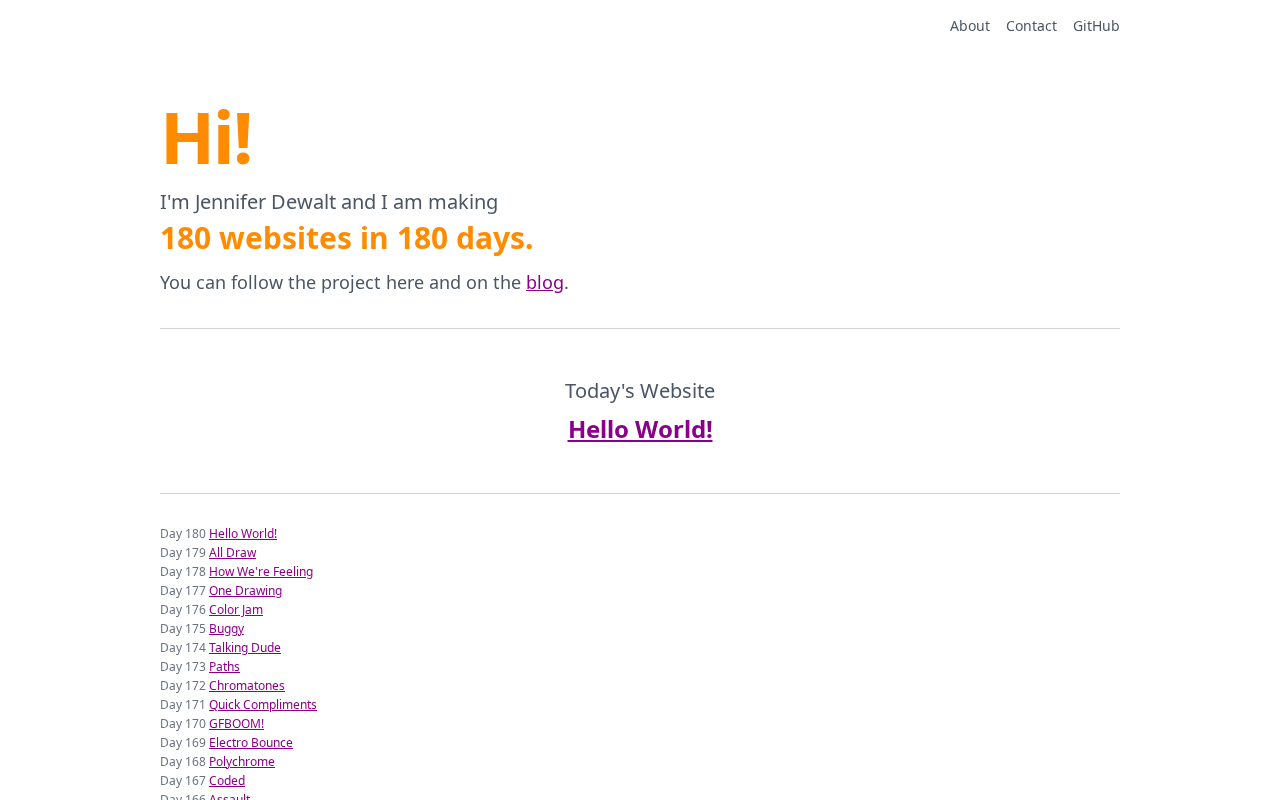 About Contact GitHub
Hi!
I'm Jennifer Dewalt and I am making
180 websites in 180 days.
You can follow the project here and on the blog.
Today's Website
Hello World!
Day 180 Hello World!
Day 179 All Draw
Day 178 How We're Feeling
Day 177 One Drawing
Day 176 Color Jam
Day 175 Buggy
Day 174 Talking Dude
Day 173 Paths
Day 172 Chromatones
Day 171 Quick Compliments
Day 170 GFBOOM!
Day 169 Electro Bounce
Day 168 Polychrome
Day 167 Coded
Day 166 Assault